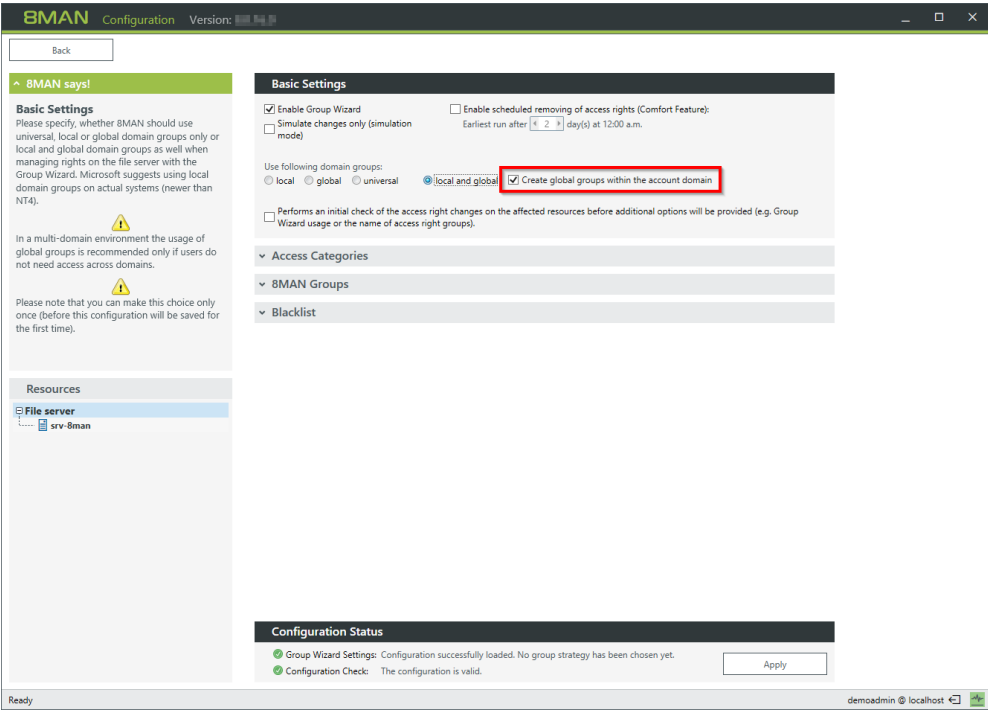 8MAN Configuration Version:
Back
8MAN says!
Basic Settings
Please specify, whether 8MAN should use
universal, local or global domain groups only or
local and global domain groups as well when
managing rights on the file server with the
Group Wizard. Microsoft suggests using local
domain groups on actual systems (newer than
NT4).
In a multi-domain environment the usage of
global groups is recommended only if users do
not need access across domains.
Please note that you can make this choice only
once (before this configuration will be saved for
the first time).
Resources
File server
srv-8man
Basic Settings
Enable Group Wizard
Simulate changes only (simulation
mode)
Enable scheduled removing of access rights (Comfort Feature):
Earliest run after 2 day(s) at 12:00 a.m.
Use following domain groups:
local global universal local and global Create global groups within the account domain
Performs an initial check of the access right changes on the affected resources before additional options will be provided (e.g. Group
Wizard usage or the name of access right groups).
Access Categories
8MAN Groups
Blacklist
Configuration Status
Group Wizard Settings: Configuration successfully loaded. No group strategy has been chosen yet.
Configuration Check: The configuration is valid.
Apply
Ready
demoadmin @ localhost